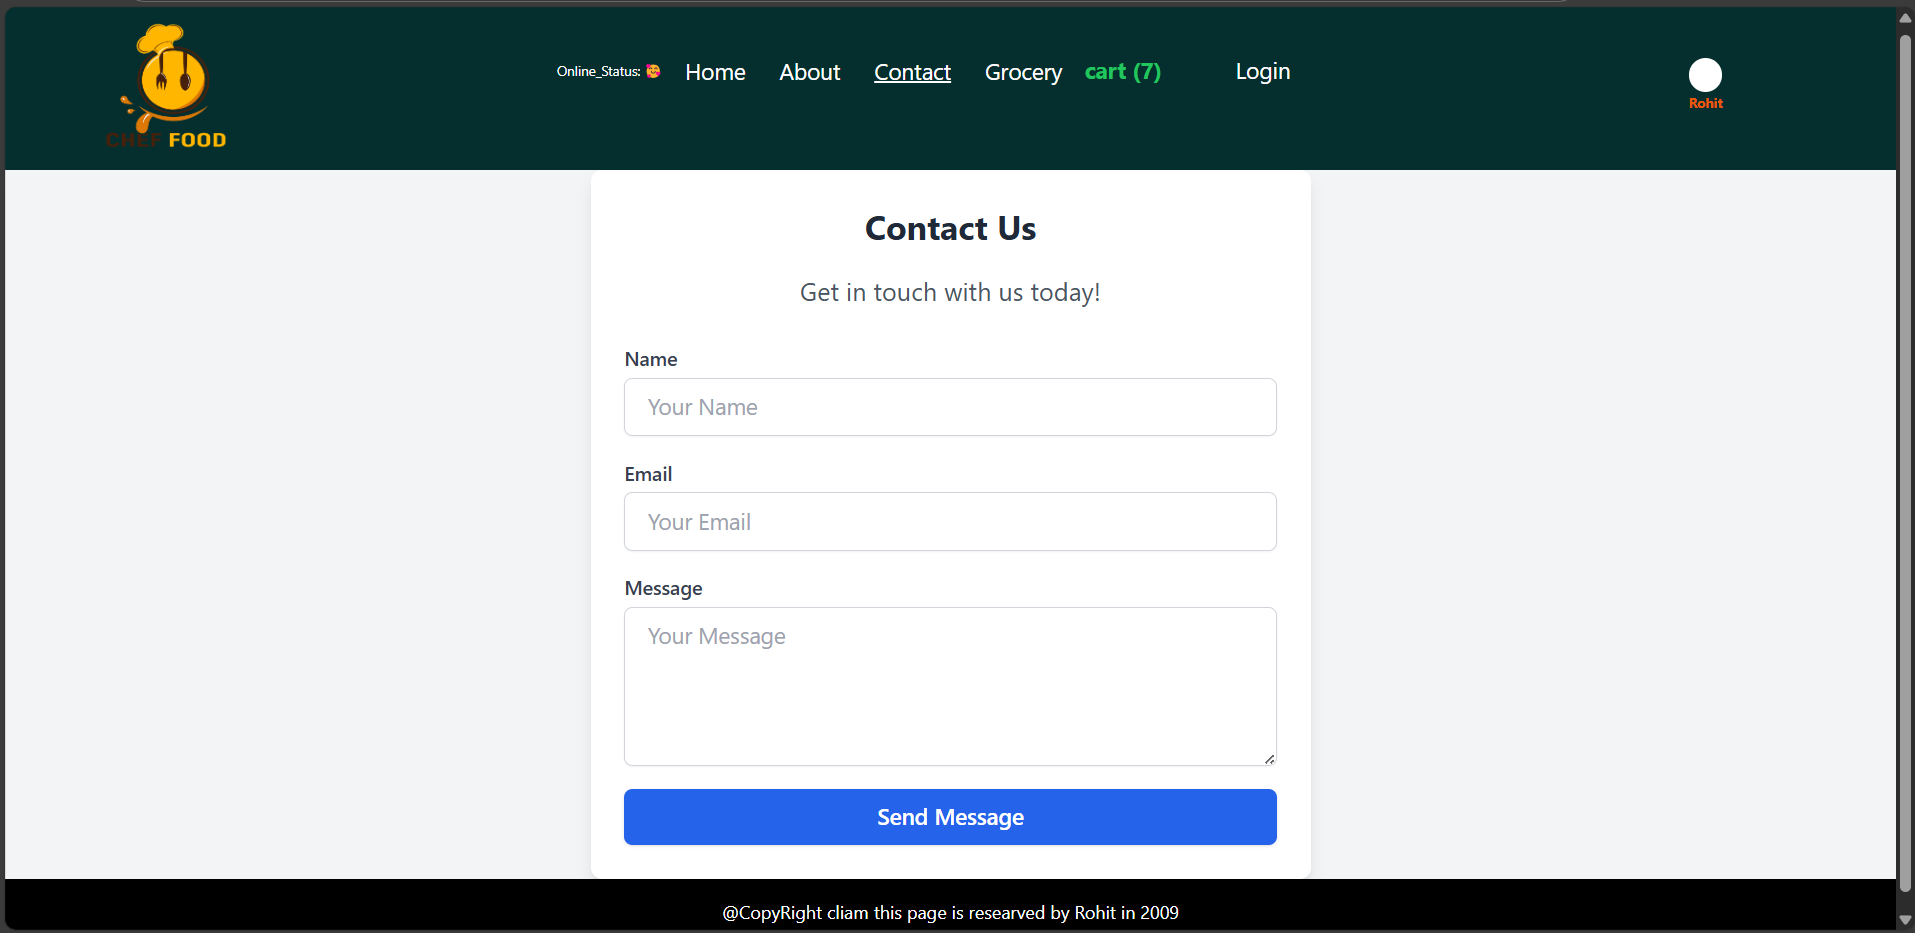 CHEF FOOD
Online_Status: 🥰 Home About Contact Grocery cart (7) Login
Rohit
Contact Us
Get in touch with us today!
Name
Your Name
Email
Your Email
Message
Your Message
Send Message
@CopyRight cliam this page is researved by Rohit in 2009